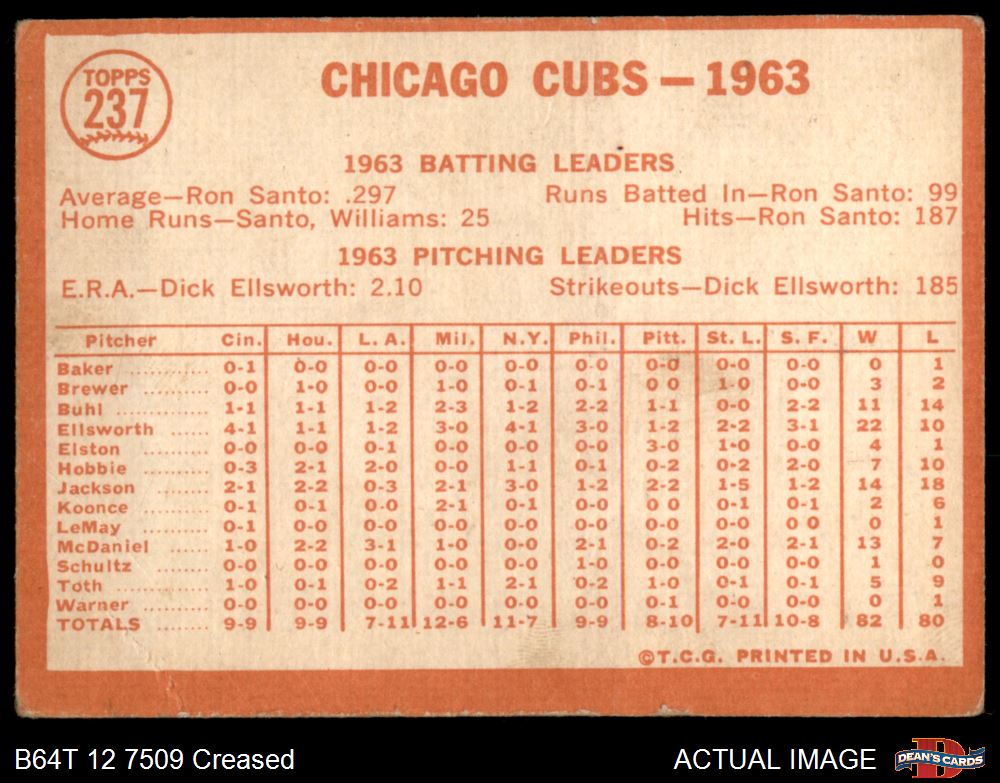 TOPPS
237
CHICAGO CUBS — 1963
1963 BATTING LEADERS
Average—Ron Santo: .297 Runs Batted In—Ron Santo: 99
Home Runs—Santo, Williams: 25 Hits—Ron Santo: 187
1963 PITCHING LEADERS
E.R.A.—Dick Ellsworth: 2.10 Strikeouts—Dick Ellsworth: 185
Pitcher Cin. Hou. L. A. Mil. N.Y. Phil. Pitt. St. L. S. F. W L
Baker ........ 0-1 0-0 0-0 0-0 0-0 0-0 0-0 0-0 0-0 0 1
Brewer ...... 0-0 1-0 0-0 1-0 0-1 0-1 0 0 1-0 0-0 3 2
Buhl .......... 1-1 1-1 1-2 2-3 1-2 2-2 1-1 0-0 2-2 11 14
Ellsworth ...... 4-1 1-1 1-2 3-0 4-1 3-0 1-2 2-2 3-1 22 10
Elston ........ 0-0 0-0 0-1 0-0 0-0 0-0 3-0 1-0 0-0 4 1
Hobbie ...... 0-3 2-1 2-0 0-0 1-1 0-1 0-2 0-2 2-0 7 10
Jackson ...... 2-1 2-2 0-3 2-1 3-0 1-2 2-2 1-5 1-2 14 18
Koonce ...... 0-1 0-1 0-0 2-1 0-1 0-0 0 0 0-1 0-1 2 6
LeMay ........ 0-1 0-0 0-0 0-0 0-0 0-0 0-0 0-0 0 0 0 1
McDaniel ...... 1-0 2-2 3-1 1-0 0-0 2-1 0-2 2-0 2-1 13 7
Schultz ...... 0-0 0-0 0-0 0-0 0-0 1-0 0-0 0-0 0-0 1 0
Toth .......... 1-0 0-1 0-2 1-1 2-1 0-2 1-0 0-1 0-1 5 9
Warner ........ 0-0 0-0 0-0 0-0 0-0 0-0 0-1 0-0 0-0 0 1
TOTALS ...... 9-9 9-9 7-11 12-6 11-7 9-9 8-10 7-11 10-8 82 80
©T.C.G. PRINTED IN U.S.A.
B64T 12 7509 Creased ACTUAL IMAGE
D
DEAN'S CARDS